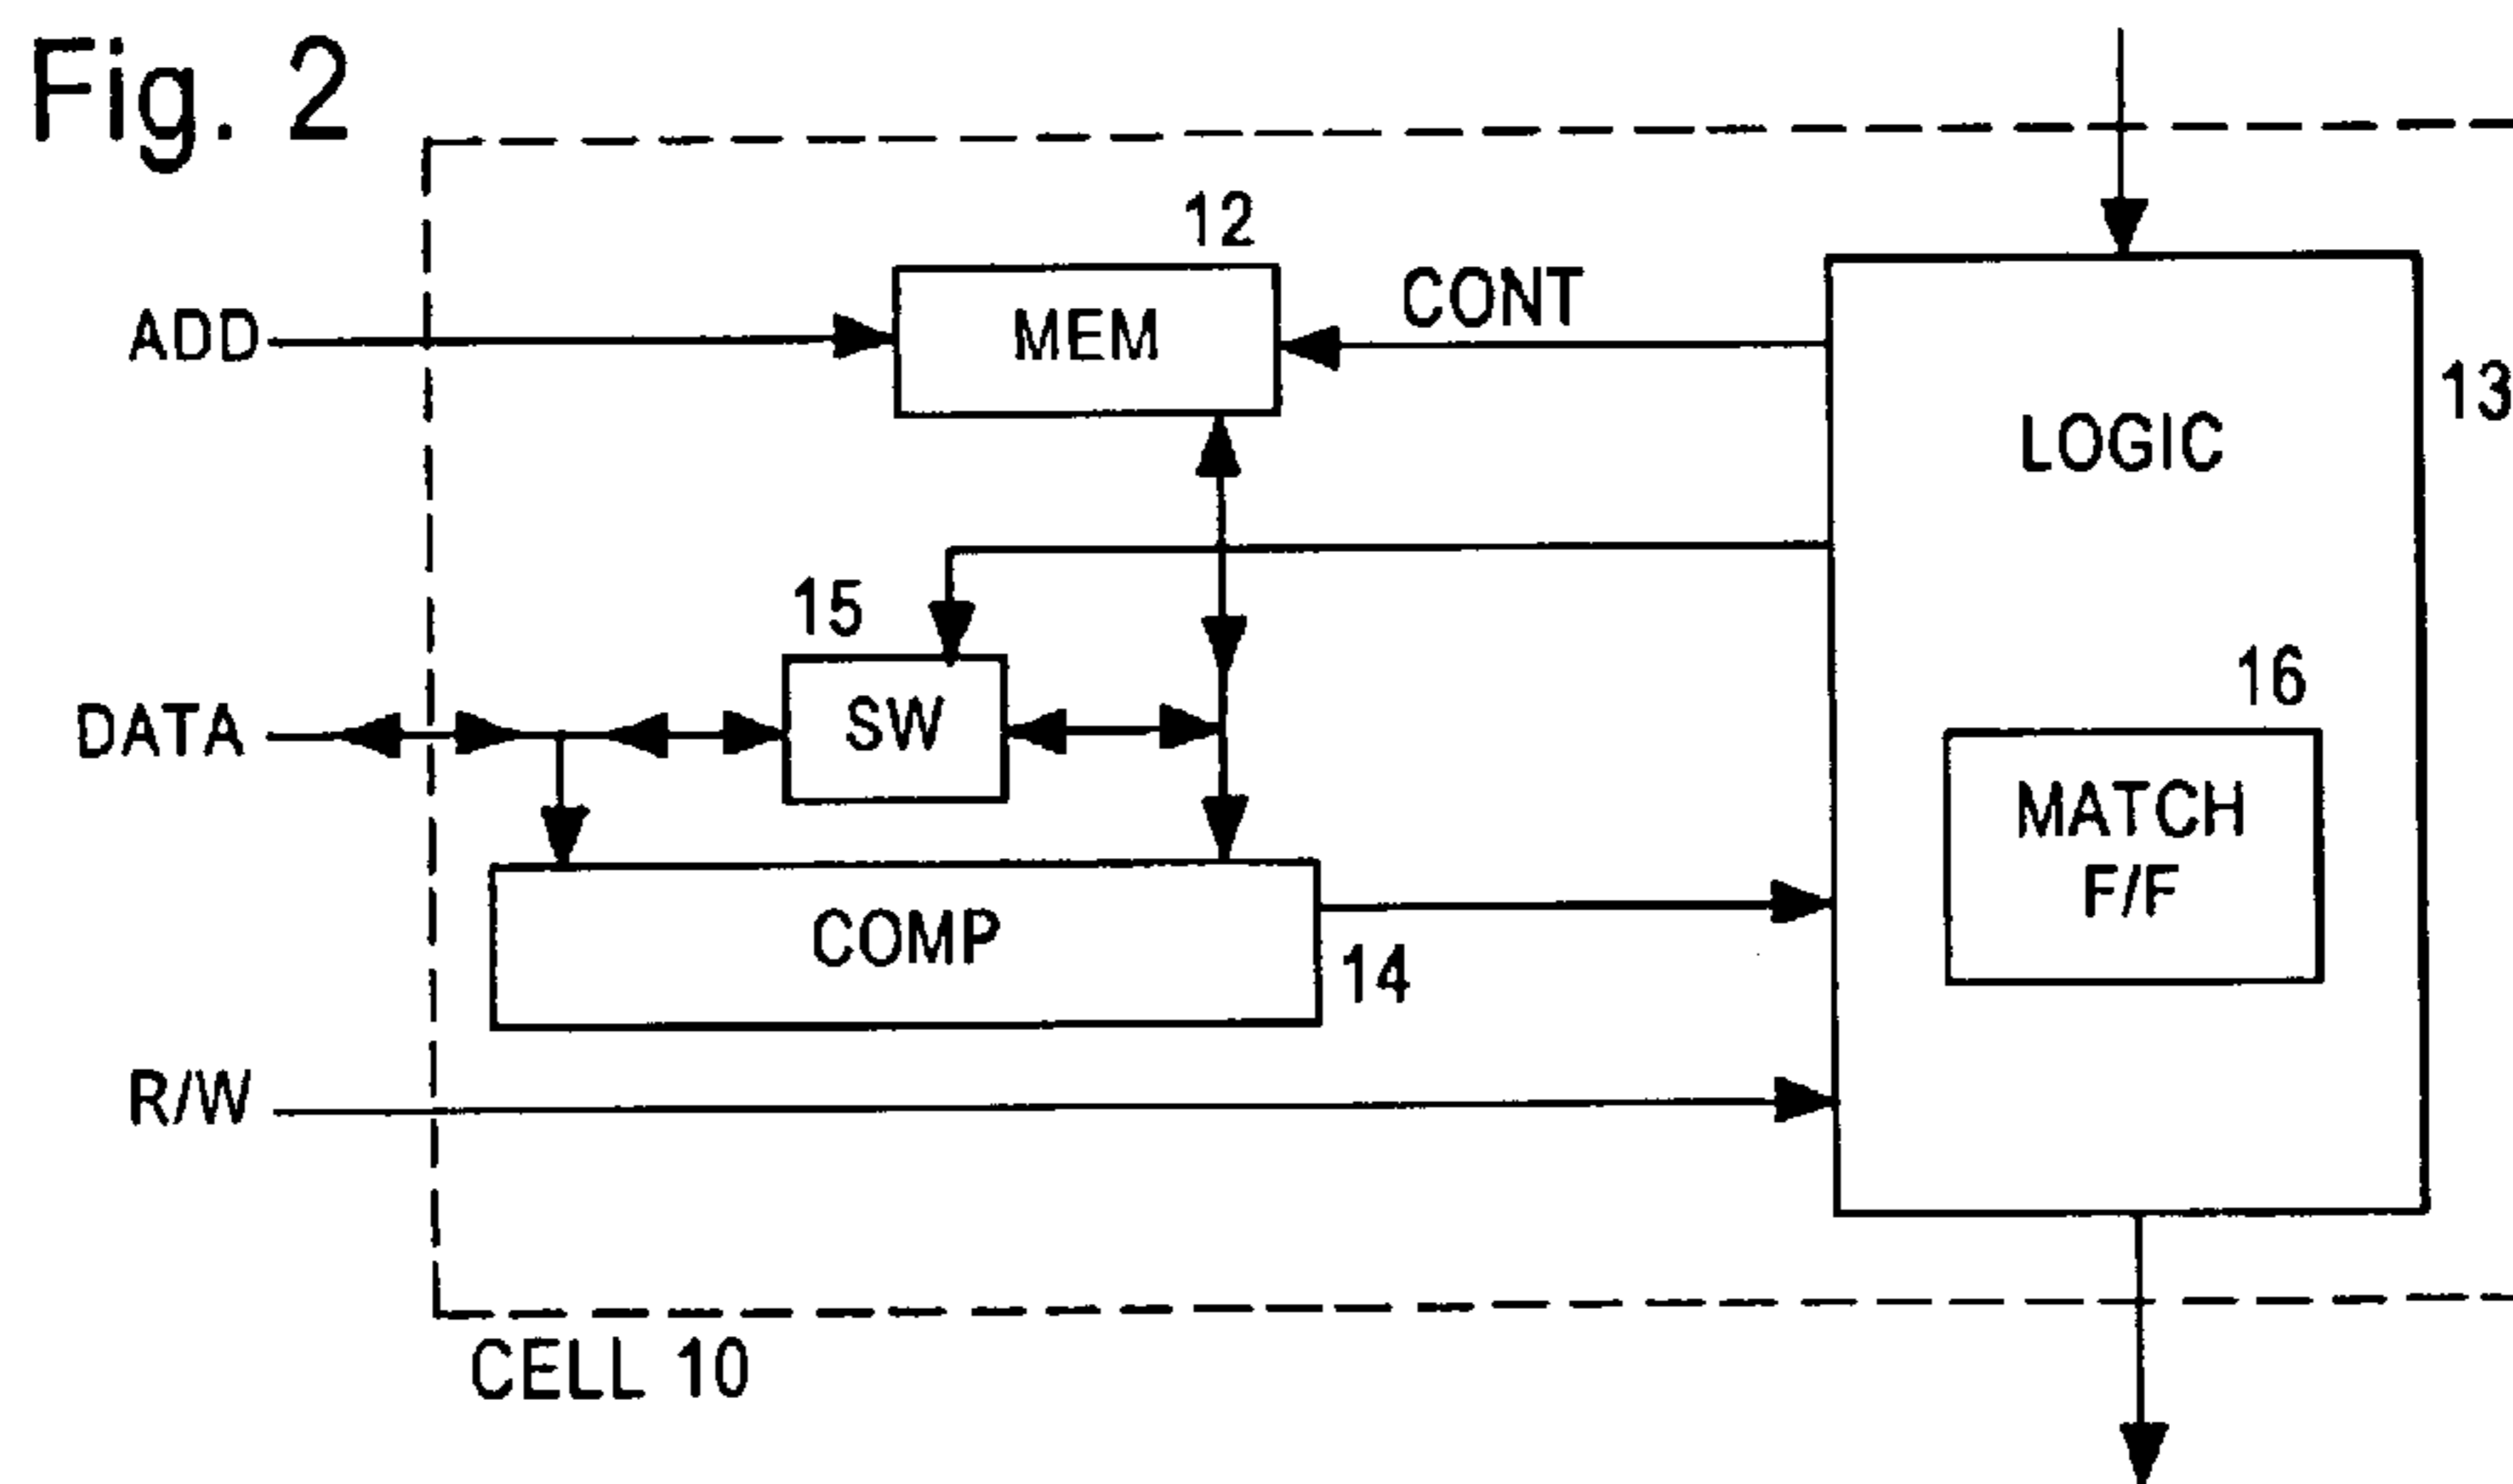 Fig. 2
12
ADD
MEM
CONT
13
LOGIC
15
16
DATA
SW
MATCH
F/F
COMP
14
R/W
CELL 10